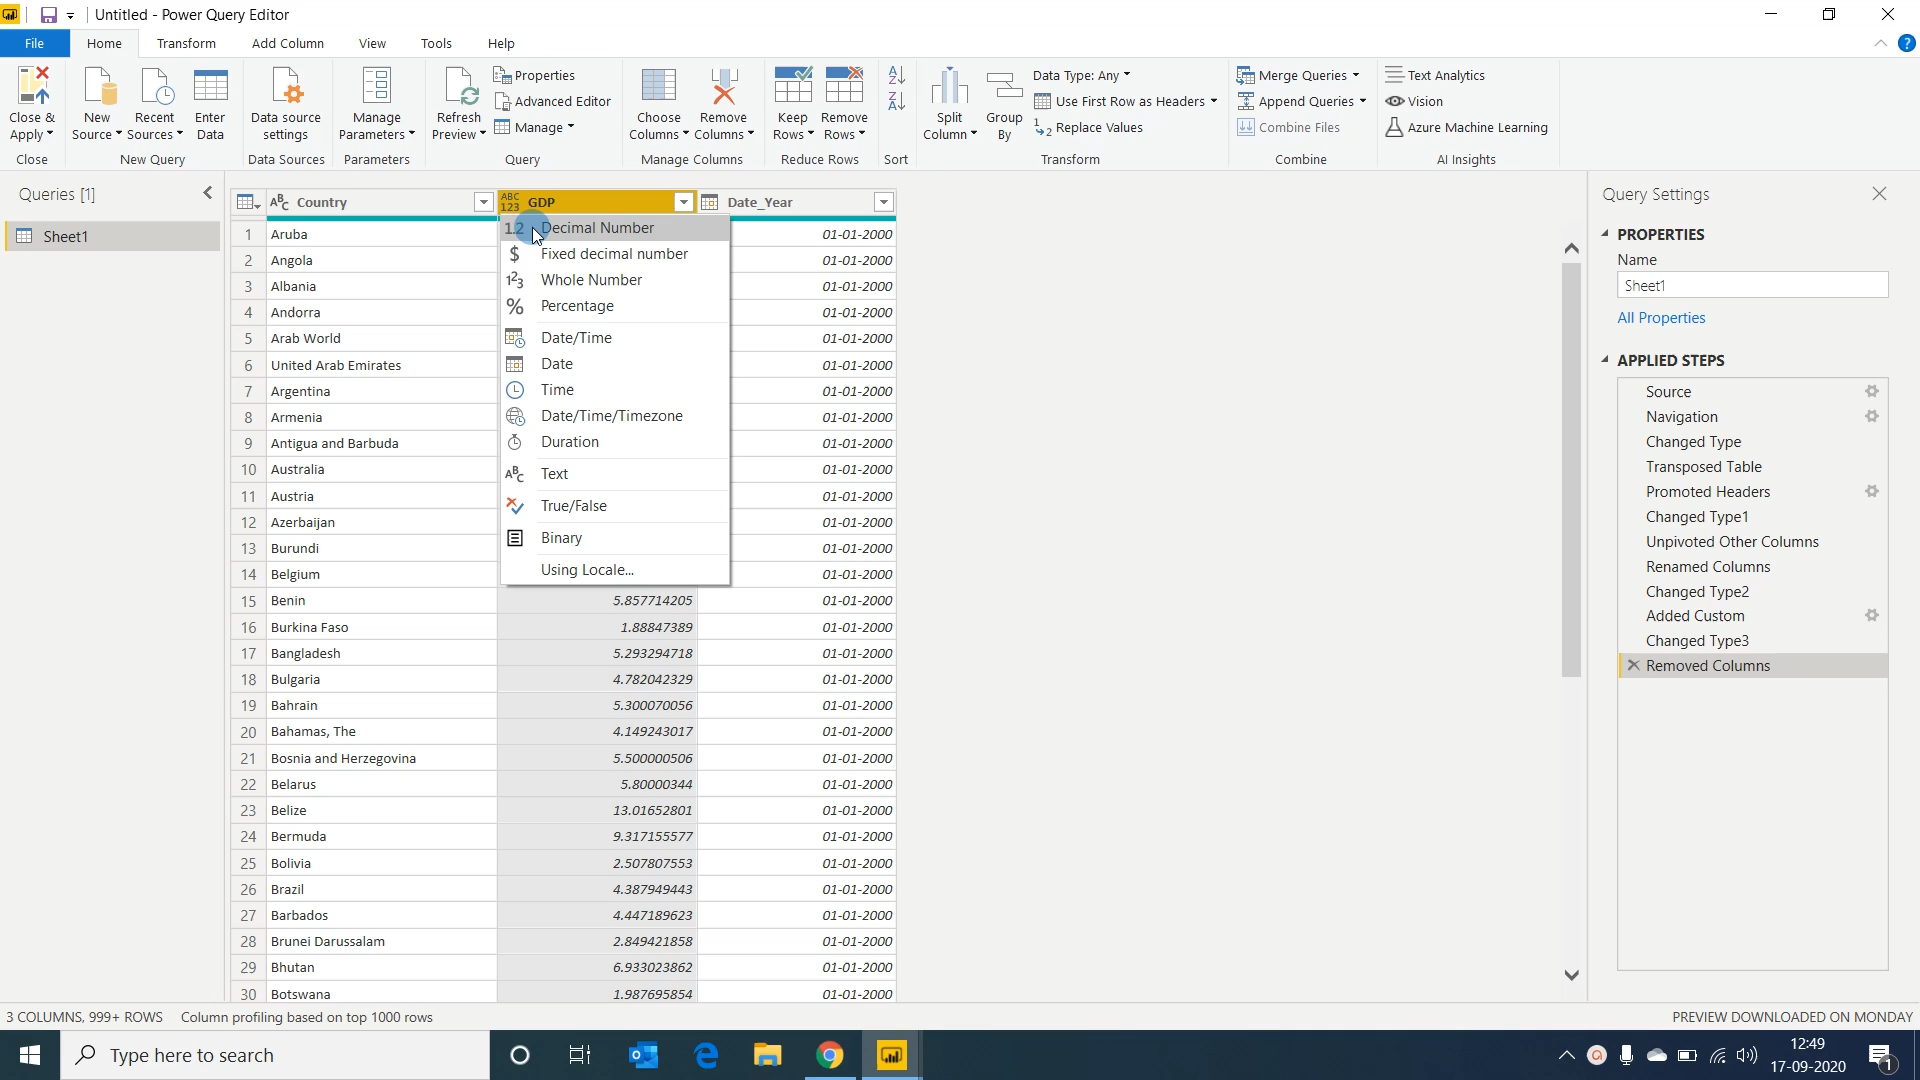 Untitled - Power Query Editor
File Home Transform Add Column View Tools Help
Close & Apply
New Source
Recent Sources
Enter Data
Data source settings
Manage Parameters
Refresh Preview
Properties
Advanced Editor
Manage
Choose Columns
Remove Columns
Keep Rows
Remove Rows
Split Column
Group By
Data Type: Any
Use First Row as Headers
Replace Values
Merge Queries
Append Queries
Combine Files
Text Analytics
Vision
Azure Machine Learning
Close New Query Data Sources Parameters Query Manage Columns Reduce Rows Sort Transform Combine AI Insights
Queries [1]
Sheet1
ABC Country ABC 123 GDP Date_Year
1.2 Decimal Number
$ Fixed decimal number
123 Whole Number
% Percentage
Date/Time
Date
Time
Date/Time/Timezone
Duration
ABC Text
True/False
Binary
Using Locale...
1 Aruba 01-01-2000
2 Angola 01-01-2000
3 Albania 01-01-2000
4 Andorra 01-01-2000
5 Arab World 01-01-2000
6 United Arab Emirates 01-01-2000
7 Argentina 01-01-2000
8 Armenia 01-01-2000
9 Antigua and Barbuda 01-01-2000
10 Australia 01-01-2000
11 Austria 01-01-2000
12 Azerbaijan 01-01-2000
13 Burundi 01-01-2000
14 Belgium 01-01-2000
15 Benin 5.857714205 01-01-2000
16 Burkina Faso 1.88847389 01-01-2000
17 Bangladesh 5.293294718 01-01-2000
18 Bulgaria 4.782042329 01-01-2000
19 Bahrain 5.300070056 01-01-2000
20 Bahamas, The 4.149243017 01-01-2000
21 Bosnia and Herzegovina 5.500000506 01-01-2000
22 Belarus 5.80000344 01-01-2000
23 Belize 13.01652801 01-01-2000
24 Bermuda 9.317155577 01-01-2000
25 Bolivia 2.507807553 01-01-2000
26 Brazil 4.387949443 01-01-2000
27 Barbados 4.447189623 01-01-2000
28 Brunei Darussalam 2.849421858 01-01-2000
29 Bhutan 6.933023862 01-01-2000
30 Botswana 1.987695854 01-01-2000
Query Settings
PROPERTIES
Name
Sheet1
All Properties
APPLIED STEPS
Source
Navigation
Changed Type
Transposed Table
Promoted Headers
Changed Type1
Unpivoted Other Columns
Renamed Columns
Changed Type2
Added Custom
Changed Type3
Removed Columns
3 COLUMNS, 999+ ROWS Column profiling based on top 1000 rows PREVIEW DOWNLOADED ON MONDAY
Type here to search
12:49
17-09-2020
1